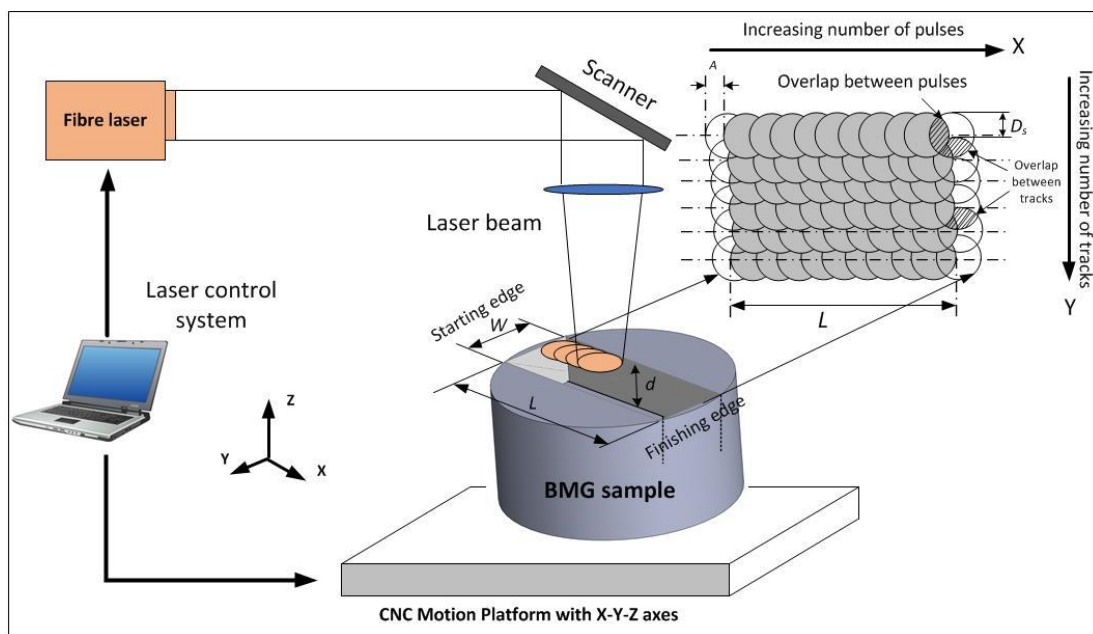 Increasing number of pulses
X
A
Overlap between pulses
Scanner
Fibre laser
D_s
Overlap
between
tracks
Increasing number of tracks
Laser beam
Y
L
Laser control
system
Starting edge
W
d
L
Finishing edge
Z
Y
X
BMG sample
CNC Motion Platform with X-Y-Z axes